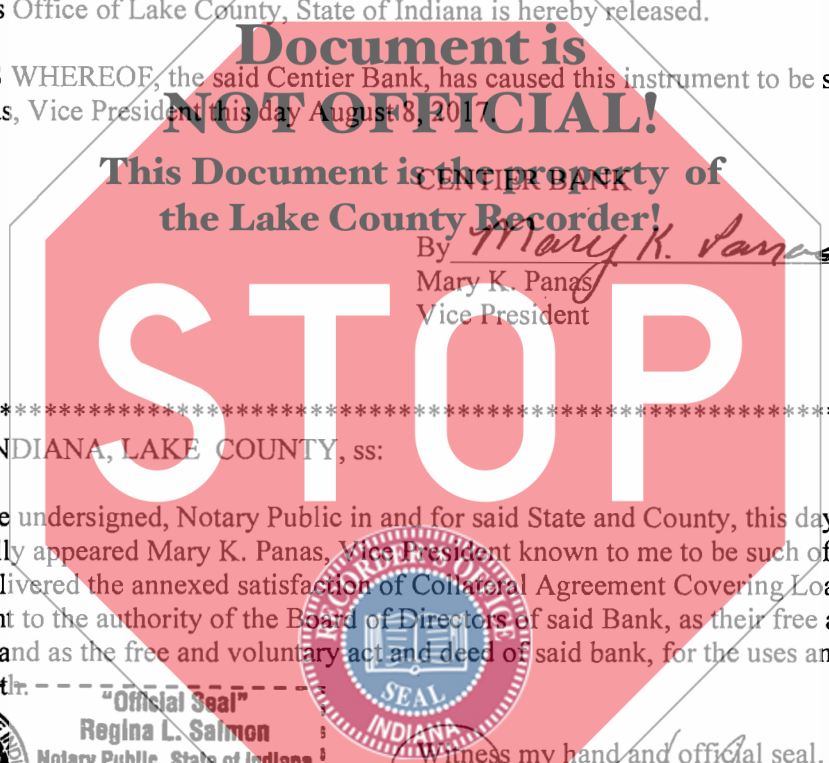 s Office of Lake County, State of Indiana is hereby released.
Document is
WHEREOF, the said Centier Bank, has caused this instrument to be s
s, Vice President this day August 8, 2017.
NOT OFFICIAL!
This Document is the property of
CENTIER BANK
the Lake County Recorder!
By Mary K. Panas
Mary K. Panas
Vice President
STOP
********************************************************
NDIANA, LAKE COUNTY, ss:
e undersigned, Notary Public in and for said State and County, this day
lly appeared Mary K. Panas, Vice President known to me to be such of
livered the annexed satisfaction of Collateral Agreement Covering Loa
nt to the authority of the Board of Directors of said Bank, as their free a
and as the free and voluntary act and deed of said bank, for the uses an
th.
RECORDER'S OFFICE
SEAL
INDIANA
"Official Seal"
Regina L. Salmon
Notary Public, State of Indiana
Witness my hand and official seal.